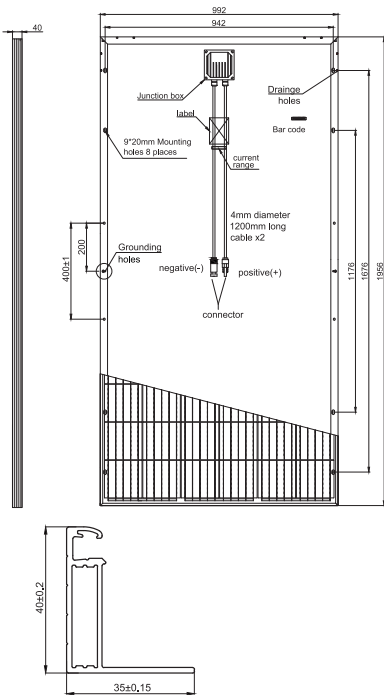 992
40
942
Junction box
Drainge
holes
label
Bar code
9*20mm Mounting
holes 8 places
current
range
4mm diameter
1200mm long
cable x2
200
400±1
Grounding
holes
negative(-)
positive(+)
connector
1176
1676
1956
40±0.2
35±0.15